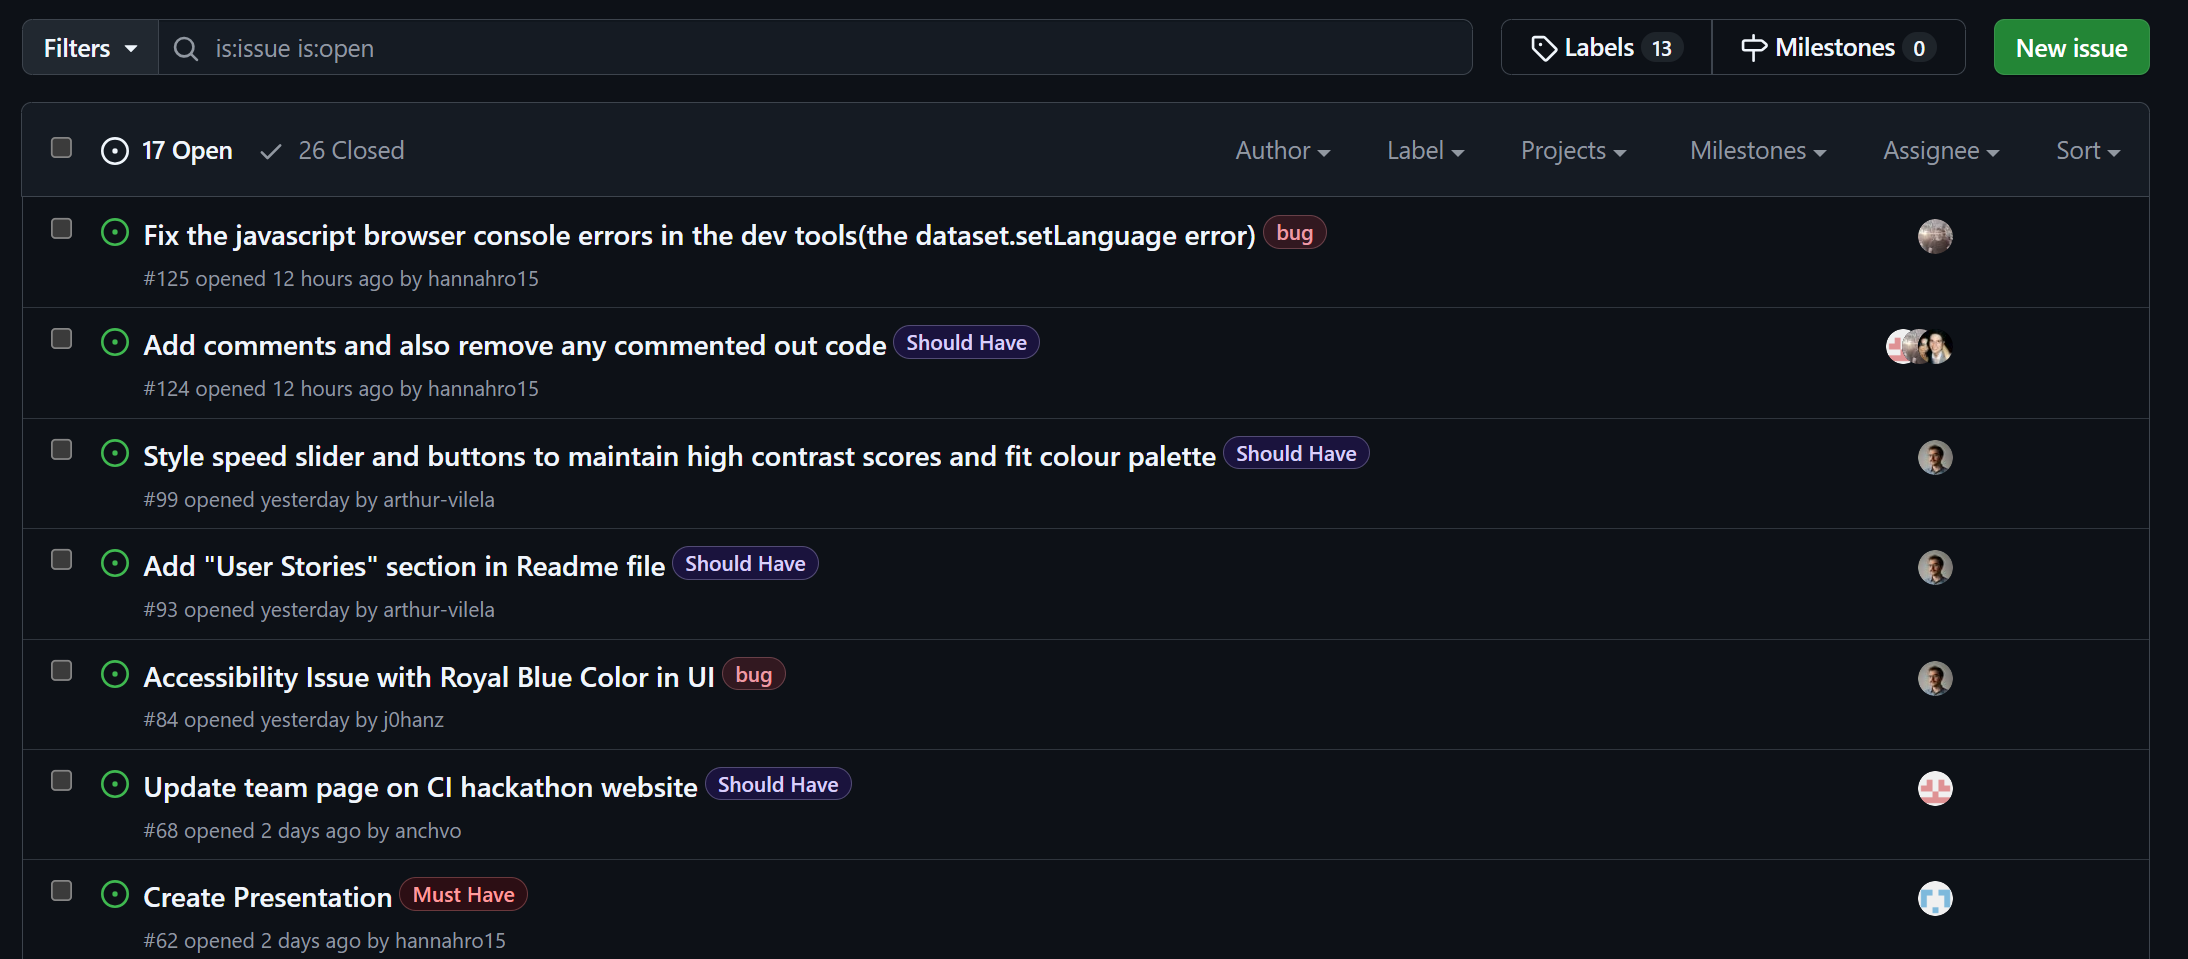 Filters
is:issue is:open
Labels 13
Milestones 0
New issue
17 Open
26 Closed
Author
Label
Projects
Milestones
Assignee
Sort
Fix the javascript browser console errors in the dev tools(the dataset.setLanguage error) bug
#125 opened 12 hours ago by hannahro15
Add comments and also remove any commented out code Should Have
#124 opened 12 hours ago by hannahro15
Style speed slider and buttons to maintain high contrast scores and fit colour palette Should Have
#99 opened yesterday by arthur-vilela
Add "User Stories" section in Readme file Should Have
#93 opened yesterday by arthur-vilela
Accessibility Issue with Royal Blue Color in UI bug
#84 opened yesterday by j0hanz
Update team page on CI hackathon website Should Have
#68 opened 2 days ago by anchvo
Create Presentation Must Have
#62 opened 2 days ago by hannahro15